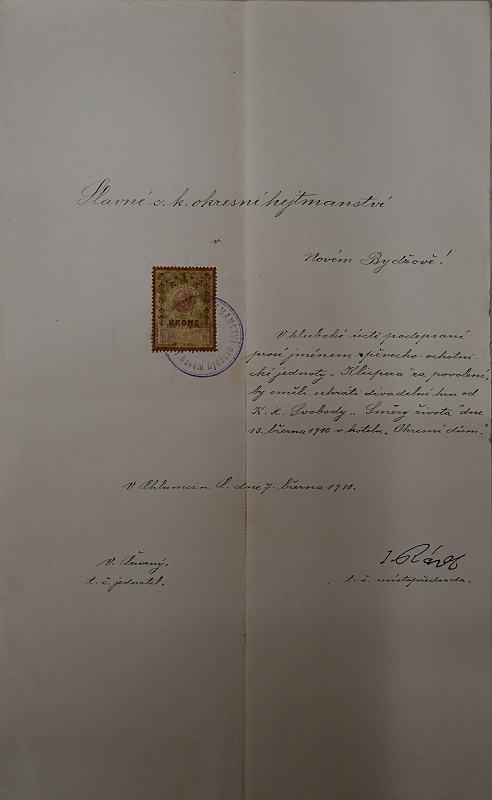 Slavné c. k. okresní hejtmanství
v
Novém Bydžově!
1
KRONE
V hluboké úctě podepsaní
prosí jménem pěvecko ochotni-
cké jednoty „Klicpera" za povolení,
by směli sehráti divadelní hru od
F. X. Svobody „Směry života" dne
13. března 1910 v hotelu „Okresní dům".
V Chlumci n. C. dne 7. března 1910.
V. Červený,
t. č. jednatel.
t. č. místopředseda.